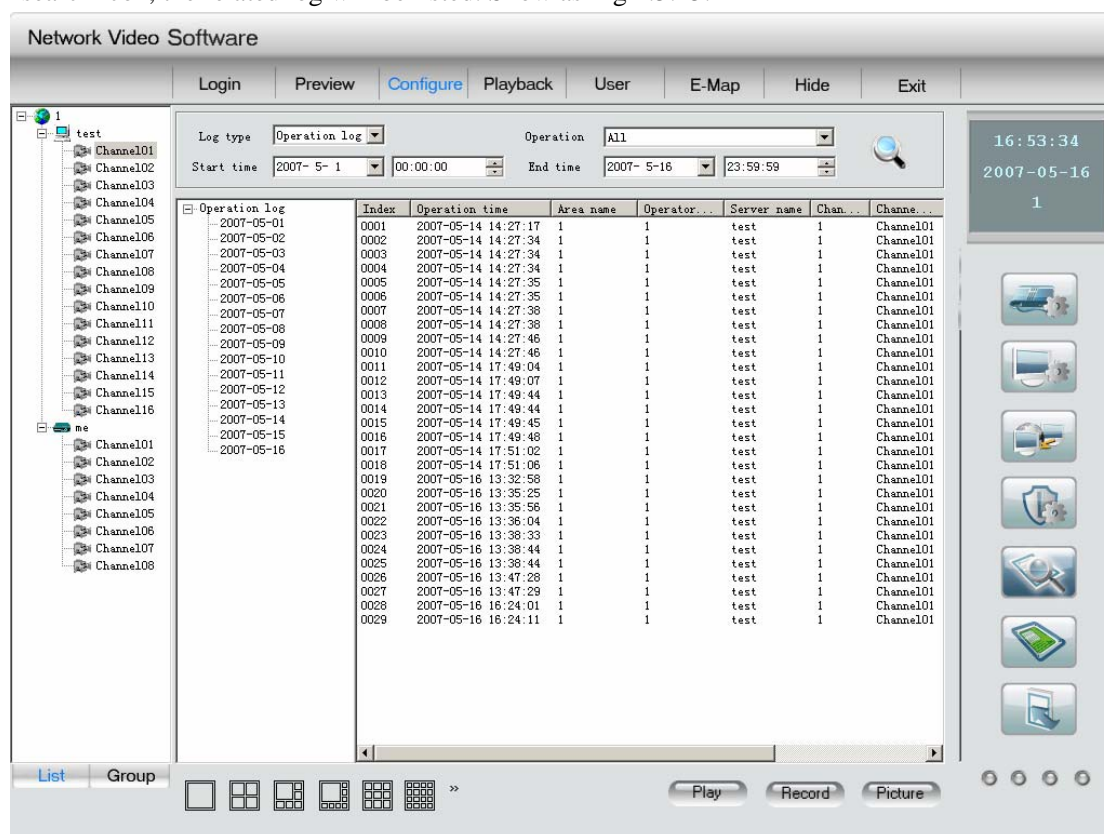 Network Video Software
Login Preview Configure Playback User E-Map Hide Exit
1
test
Channel01
Channel02
Channel03
Channel04
Channel05
Channel06
Channel07
Channel08
Channel09
Channel10
Channel11
Channel12
Channel13
Channel14
Channel15
Channel16
me
Channel01
Channel02
Channel03
Channel04
Channel05
Channel06
Channel07
Channel08
List Group
Log type Operation log Operation All
Start time 2007- 5- 1 00:00:00 End time 2007- 5-16 23:59:59
Operation log
2007-05-01
2007-05-02
2007-05-03
2007-05-04
2007-05-05
2007-05-06
2007-05-07
2007-05-08
2007-05-09
2007-05-10
2007-05-11
2007-05-12
2007-05-13
2007-05-14
2007-05-15
2007-05-16
Index Operation time Area name Operator... Server name Chan... Channe...
0001 2007-05-14 14:27:17 1 1 test 1 Channel01
0002 2007-05-14 14:27:34 1 1 test 1 Channel01
0003 2007-05-14 14:27:34 1 1 test 1 Channel01
0004 2007-05-14 14:27:34 1 1 test 1 Channel01
0005 2007-05-14 14:27:35 1 1 test 1 Channel01
0006 2007-05-14 14:27:35 1 1 test 1 Channel01
0007 2007-05-14 14:27:38 1 1 test 1 Channel01
0008 2007-05-14 14:27:38 1 1 test 1 Channel01
0009 2007-05-14 14:27:46 1 1 test 1 Channel01
0010 2007-05-14 14:27:46 1 1 test 1 Channel01
0011 2007-05-14 17:49:04 1 1 test 1 Channel01
0012 2007-05-14 17:49:07 1 1 test 1 Channel01
0013 2007-05-14 17:49:44 1 1 test 1 Channel01
0014 2007-05-14 17:49:44 1 1 test 1 Channel01
0015 2007-05-14 17:49:45 1 1 test 1 Channel01
0016 2007-05-14 17:49:48 1 1 test 1 Channel01
0017 2007-05-14 17:51:02 1 1 test 1 Channel01
0018 2007-05-14 17:51:06 1 1 test 1 Channel01
0019 2007-05-16 13:32:58 1 1 test 1 Channel01
0020 2007-05-16 13:35:25 1 1 test 1 Channel01
0021 2007-05-16 13:35:56 1 1 test 1 Channel01
0022 2007-05-16 13:36:04 1 1 test 1 Channel01
0023 2007-05-16 13:38:33 1 1 test 1 Channel01
0024 2007-05-16 13:38:44 1 1 test 1 Channel01
0025 2007-05-16 13:38:44 1 1 test 1 Channel01
0026 2007-05-16 13:47:28 1 1 test 1 Channel01
0027 2007-05-16 13:47:29 1 1 test 1 Channel01
0028 2007-05-16 16:24:01 1 1 test 1 Channel01
0029 2007-05-16 16:24:11 1 1 test 1 Channel01
» Play Record Picture
16:53:34
2007-05-16
1